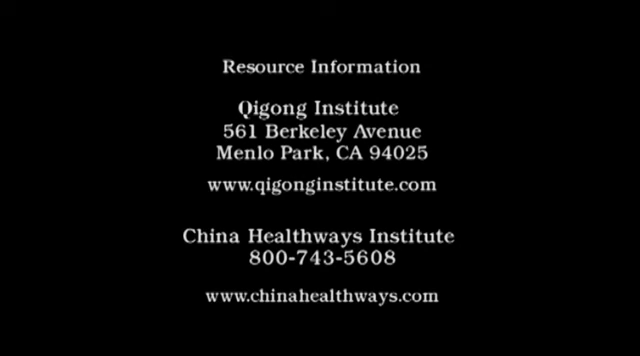 Resource Information
Qigong Institute
561 Berkeley Avenue
Menlo Park, CA 94025
www.qigonginstitute.com
China Healthways Institute
800-743-5608
www.chinahealthways.com